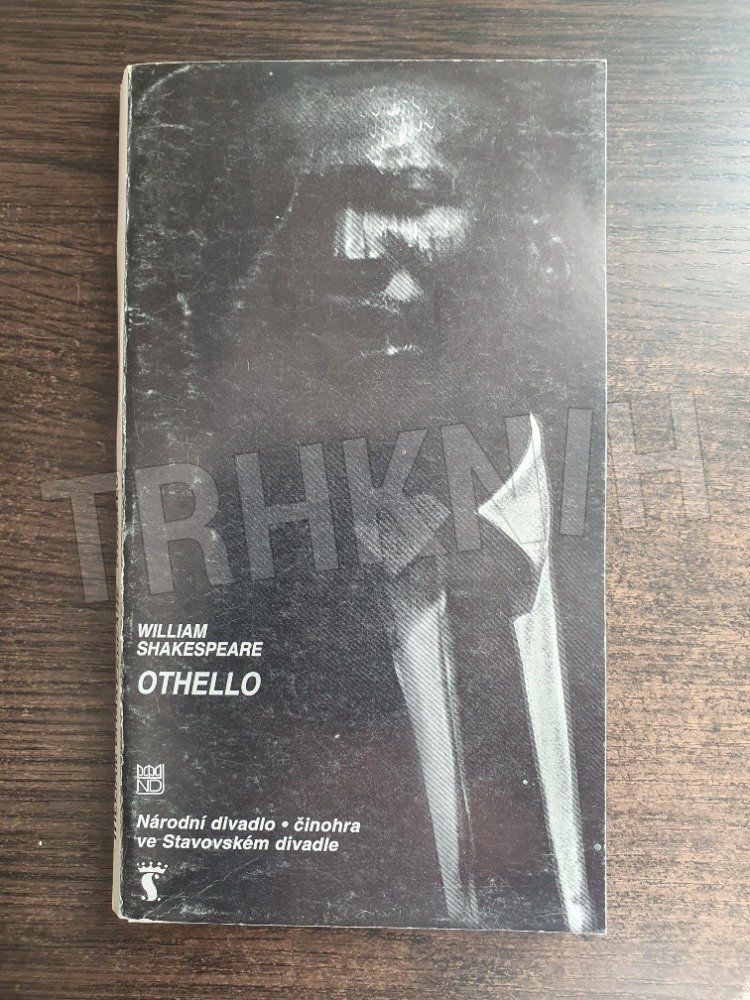 TRHKNIH
WILLIAM
SHAKESPEARE
OTHELLO
ND
Národní divadlo • činohra
ve Stavovském divadle
S